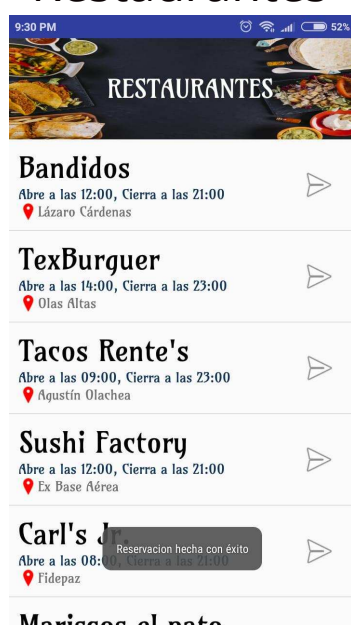 Restaurantes
9:30 PM 52%
RESTAURANTES
Bandidos
Abre a las 12:00, Cierra a las 21:00
Lázaro Cárdenas
TexBurguer
Abre a las 14:00, Cierra a las 23:00
Olas Altas
Tacos Rente's
Abre a las 09:00, Cierra a las 23:00
Agustín Olachea
Sushi Factory
Abre a las 12:00, Cierra a las 21:00
Ex Base Aérea
Carl's Jr.
Reservacion hecha con éxito
Abre a las 08:00, Cierra a las 21:00
Fidepaz
Mariscos el pato